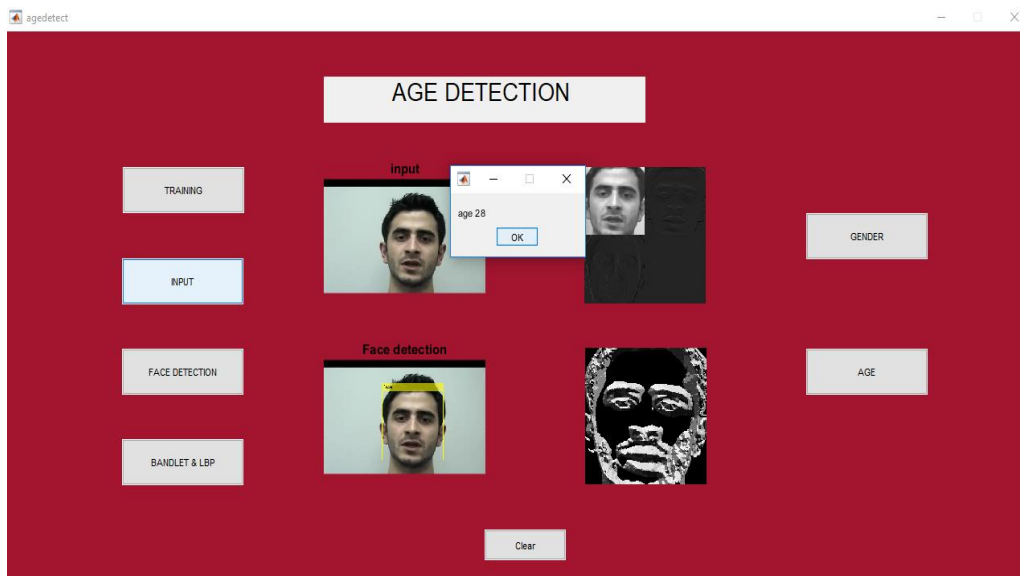 agedetect
AGE DETECTION
TRAINING
input
age 28
OK
GENDER
INPUT
Face detection
FACE DETECTION
AGE
BANDLET & LBP
Clear